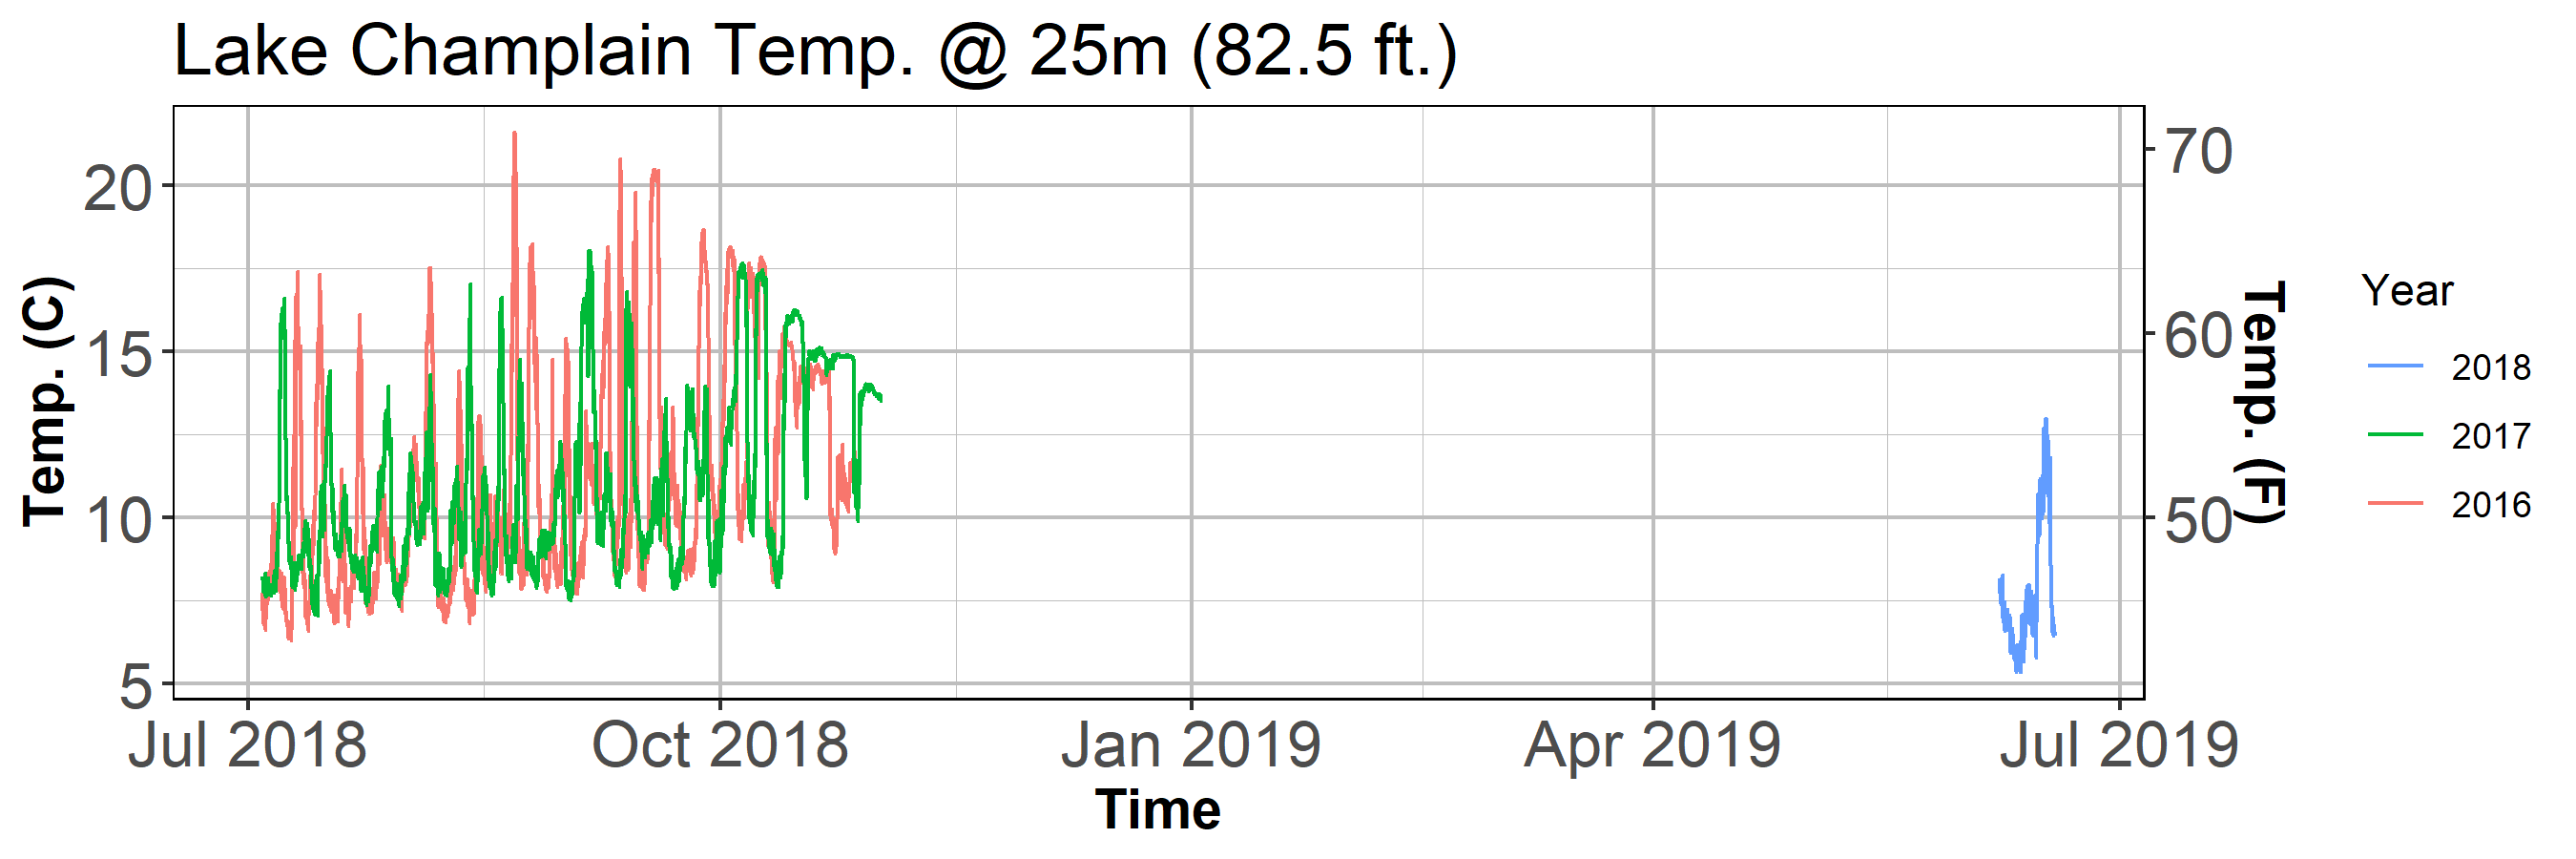 Lake Champlain Temp. @ 25m (82.5 ft.)
Temp. (C)
20
15
10
5
70
60
50
Temp. (F)
Jul 2018
Oct 2018
Jan 2019
Apr 2019
Jul 2019
Time
Year
2018
2017
2016